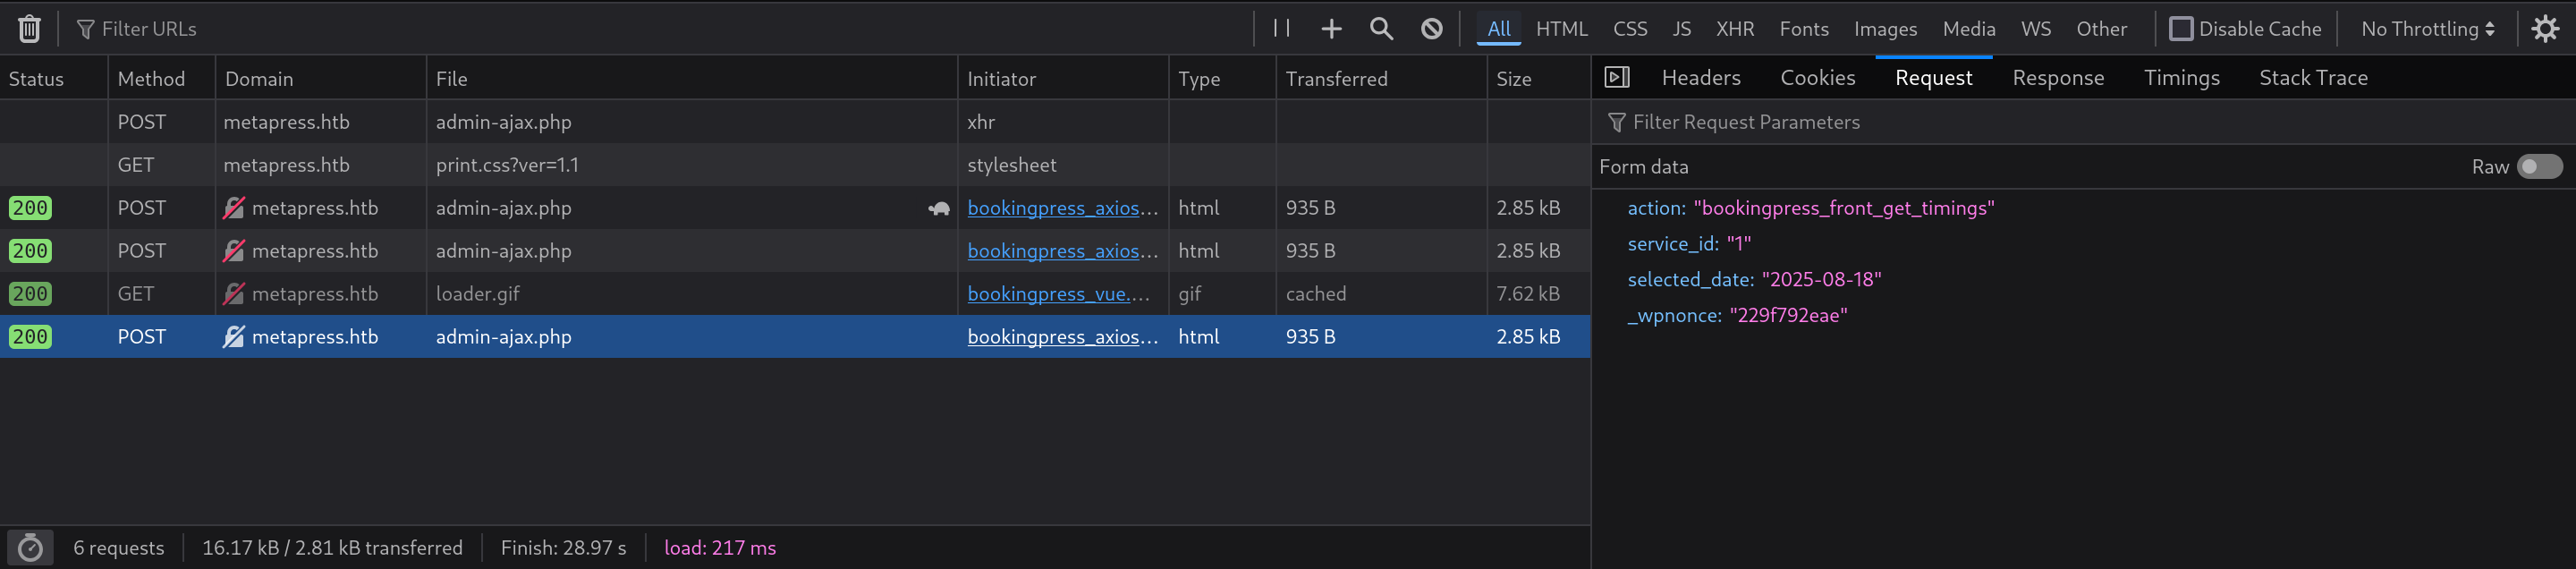 Filter URLs All HTML CSS JS XHR Fonts Images Media WS Other Disable Cache No Throttling
Status Method Domain File Initiator Type Transferred Size
POST metapress.htb admin-ajax.php xhr
GET metapress.htb print.css?ver=1.1 stylesheet
200 POST metapress.htb admin-ajax.php bookingpress_axios... html 935 B 2.85 kB
200 POST metapress.htb admin-ajax.php bookingpress_axios... html 935 B 2.85 kB
200 GET metapress.htb loader.gif bookingpress_vue.... gif cached 7.62 kB
200 POST metapress.htb admin-ajax.php bookingpress_axios... html 935 B 2.85 kB
6 requests 16.17 kB / 2.81 kB transferred Finish: 28.97 s load: 217 ms
Headers Cookies Request Response Timings Stack Trace
Filter Request Parameters
Form data Raw
action: "bookingpress_front_get_timings"
service_id: "1"
selected_date: "2025-08-18"
_wpnonce: "229f792eae"